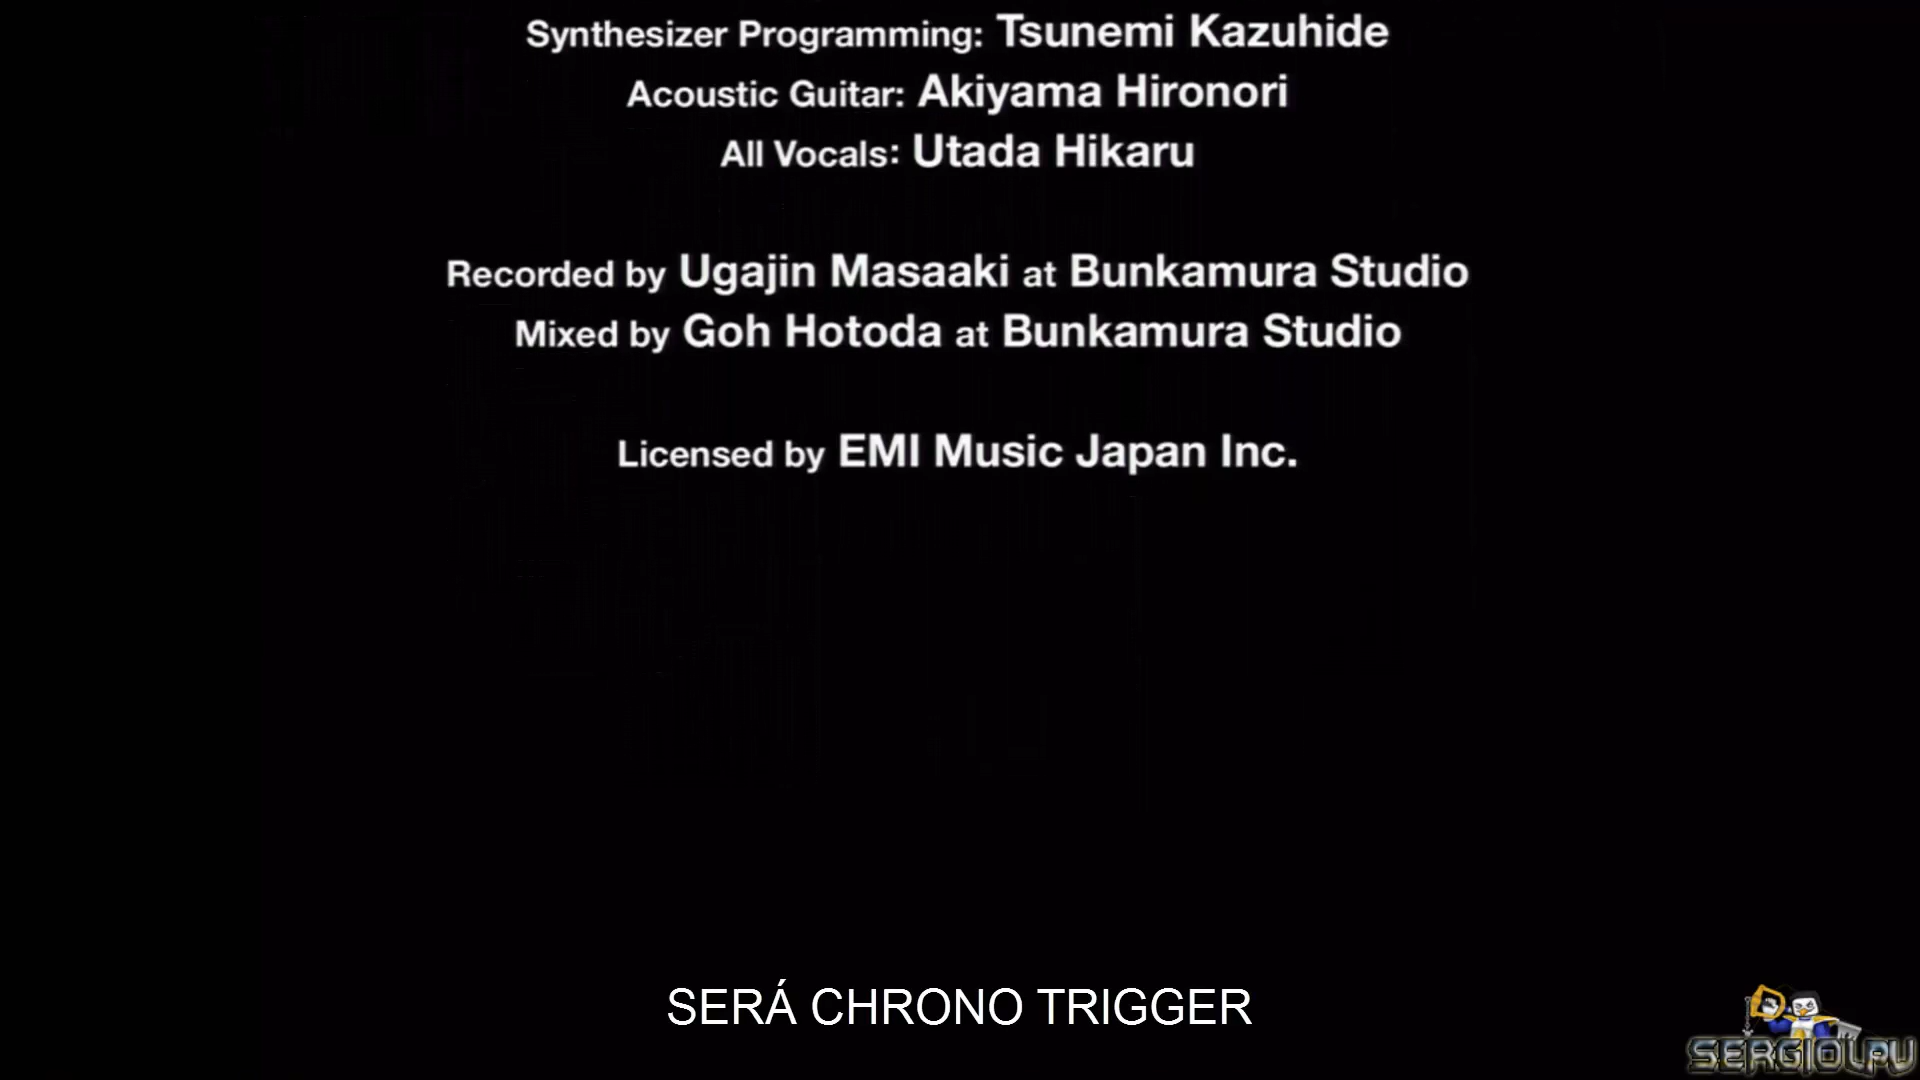 Synthesizer Programming: Tsunemi Kazuhide
Acoustic Guitar: Akiyama Hironori
All Vocals: Utada Hikaru
Recorded by Ugajin Masaaki at Bunkamura Studio
Mixed by Goh Hotoda at Bunkamura Studio
Licensed by EMI Music Japan Inc.
SERÁ CHRONO TRIGGER
SERGIOLPU